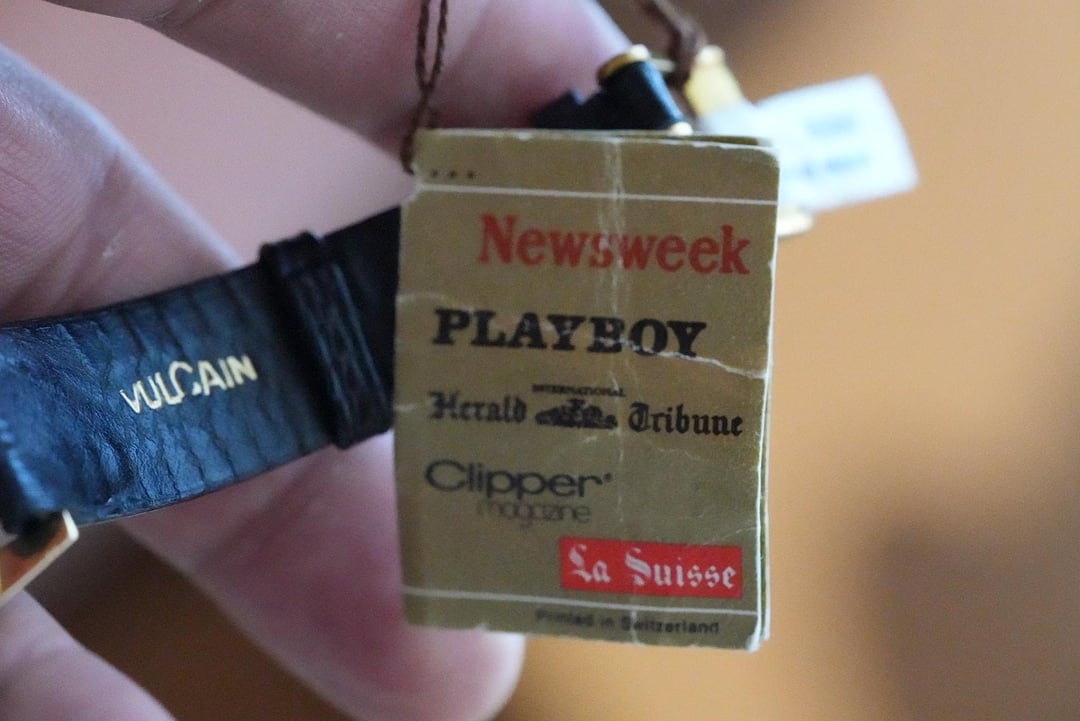 Newsweek
PLAYBOY
INTERNATIONAL
Herald Tribune
Clipper
magazine
La Suisse
Printed in Switzerland
VULCAIN